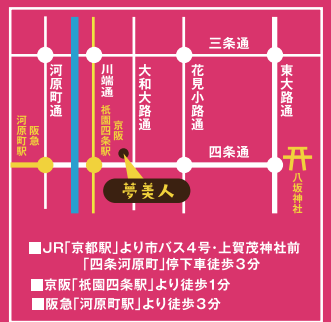 三条通
河原町通
川端通
大和大路通
花見小路通
東大路通
阪急
河原町駅
京阪
祇園四条駅
四条通
八坂神社
夢美人
■JR「京都駅」より市バス4号・上賀茂神社前
「四条河原町」停下車徒歩3分
■京阪「祇園四条駅」より徒歩1分
■阪急「河原町駅」より徒歩3分